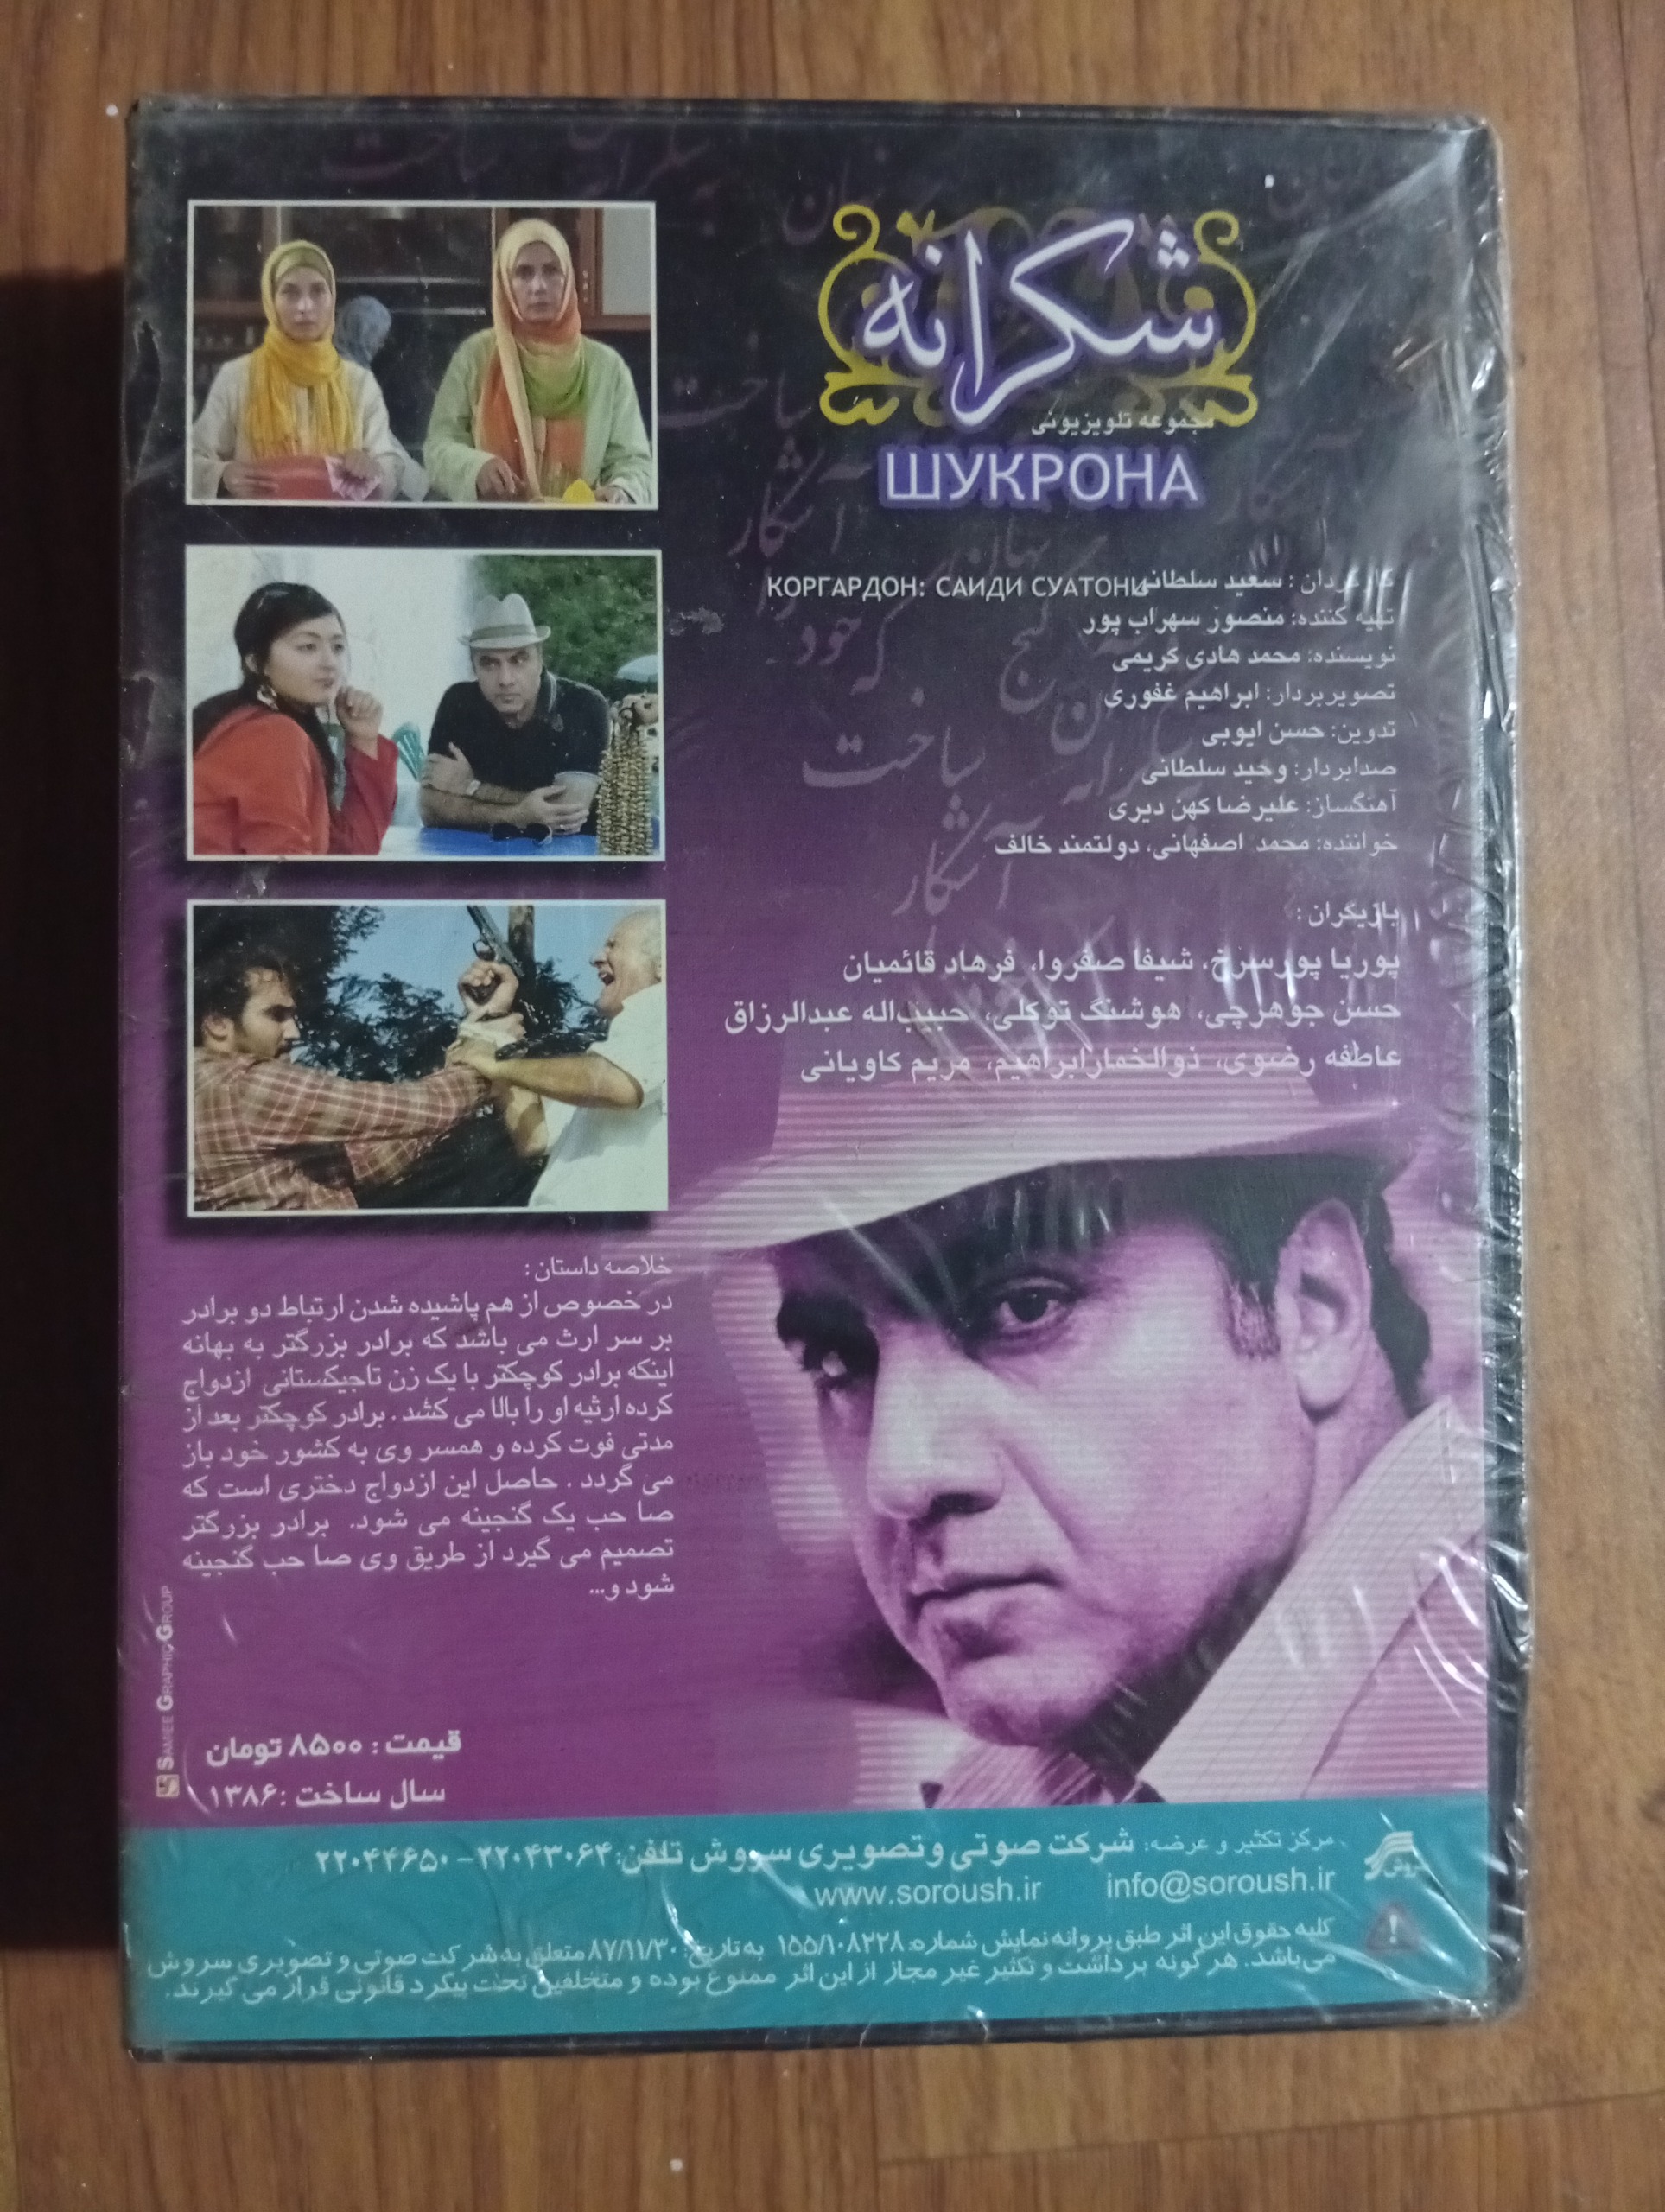 شکرانه
مجموعه تلویزیونی
ШУКРОНА
کارگردان : سعید سلطانی
КОРГАРДОН: САИДИ СУАТОНИ
تهیه کننده: منصور سهراب پور
نویسنده: محمد هادی کریمی
تصویربردار: ابراهیم غفوری
تدوین: حسن ایوبی
صدابردار: وحید سلطانی
آهنگساز: علیرضا کهن دیری
خواننده: محمد اصفهانی، دولتمند خالف
بازیگران :
پوریا پورسرخ، شیفا صفروا، فرهاد قائمیان
حسن جوهرچی، هوشنگ توکلی، حبیب‌اله عبدالرزاق
عاطفه رضوی، ذوالخمارابراهیم، مریم کاویانی
خلاصه داستان :
در خصوص از هم پاشیده شدن ارتباط دو برادر
بر سر ارث می باشد که برادر بزرگتر به بهانه
اینکه برادر کوچکتر با یک زن تاجیکستانی ازدواج
کرده ارثیه او را بالا می کشد. برادر کوچکتر بعد از
مدتی فوت کرده و همسر وی به کشور خود باز
می گردد . حاصل این ازدواج دختری است که
صا حب یک گنجینه می شود. برادر بزرگتر
تصمیم می گیرد از طریق وی صا حب گنجینه
شود و...
SAMEE GRAPHIC GROUP
قیمت : ۸۵۰۰ تومان
سال ساخت :۱۳۸۶
سروش
مرکز تکثیر و عرضه: شرکت صوتی و تصویری سروش تلفن:۲۲۰۴۳۰۶۴ - ۲۲۰۴۴۶۵۰
www.soroush.ir info@soroush.ir
کلیه حقوق این اثر طبق پروانه نمایش شماره: ۱۵۵/۱۰۸۲۲۸ به تاریخ: ۸۷/۱۱/۳۰ متعلق به شرکت صوتی و تصویری سروش
می باشد. هر گونه برداشت و تکثیر غیر مجاز از این اثر ممنوع بوده و متخلفین تحت پیگرد قانونی قرار می گیرند.